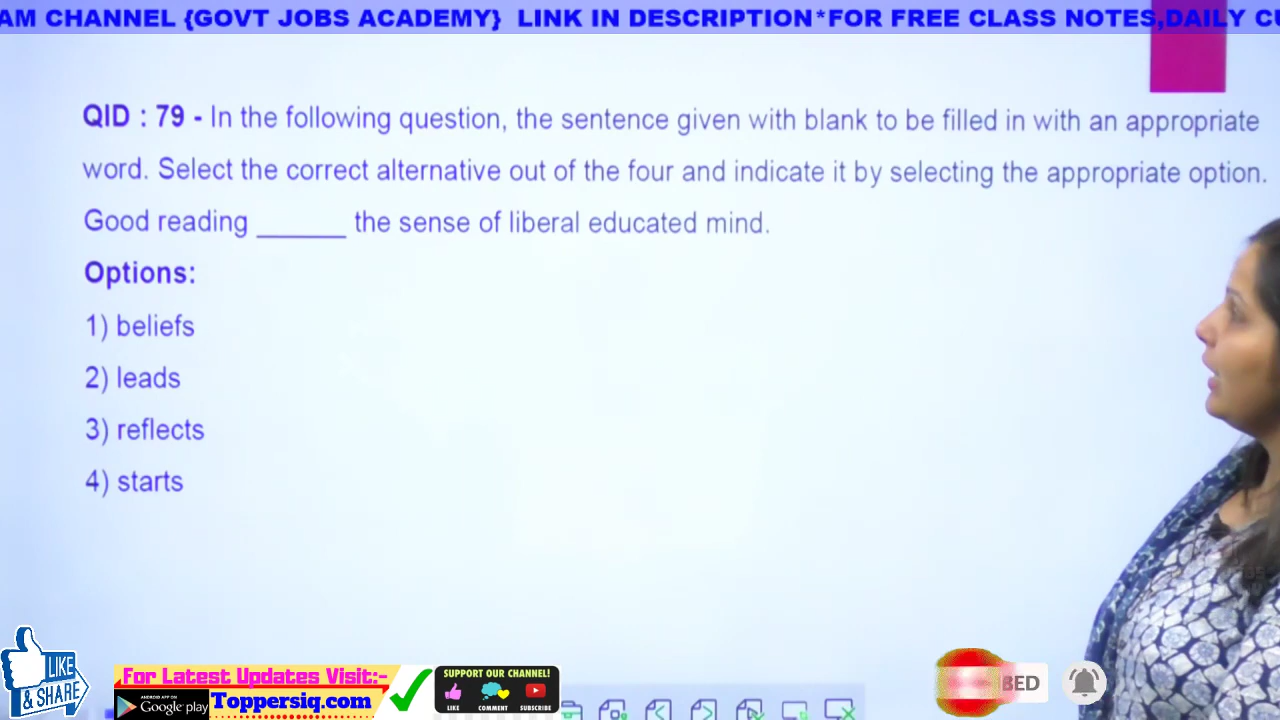 AM CHANNEL {GOVT JOBS ACADEMY} LINK IN DESCRIPTION*FOR FREE CLASS NOTES,DAILY
QID : 79 - In the following question, the sentence given with blank to be filled in with an appropriate
word. Select the correct alternative out of the four and indicate it by selecting the appropriate option.
Good reading ______ the sense of liberal educated mind.
Options:
1) beliefs
2) leads
3) reflects
4) starts
LIKE
& SHARE
For Latest Updates Visit:-
ANDROID APP ON
Google play
Toppersiq.com
SUPPORT OUR CHANNEL!
LIKE COMMENT SUBSCRIBE
BED